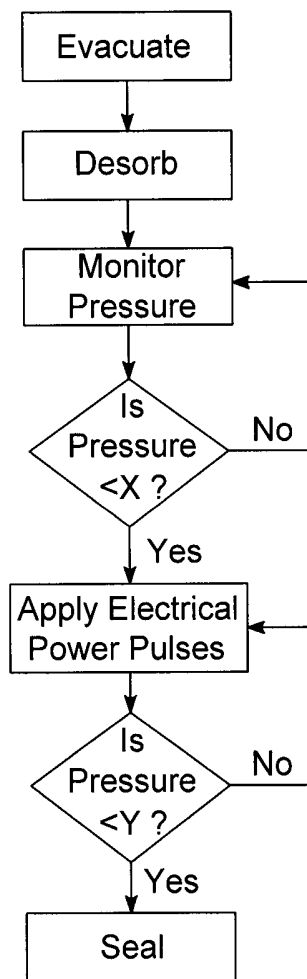 Evacuate
Desorb
Monitor
Pressure
Is
Pressure
<X ?
No
Yes
Apply Electrical
Power Pulses
Is
Pressure
<Y ?
No
Yes
Seal